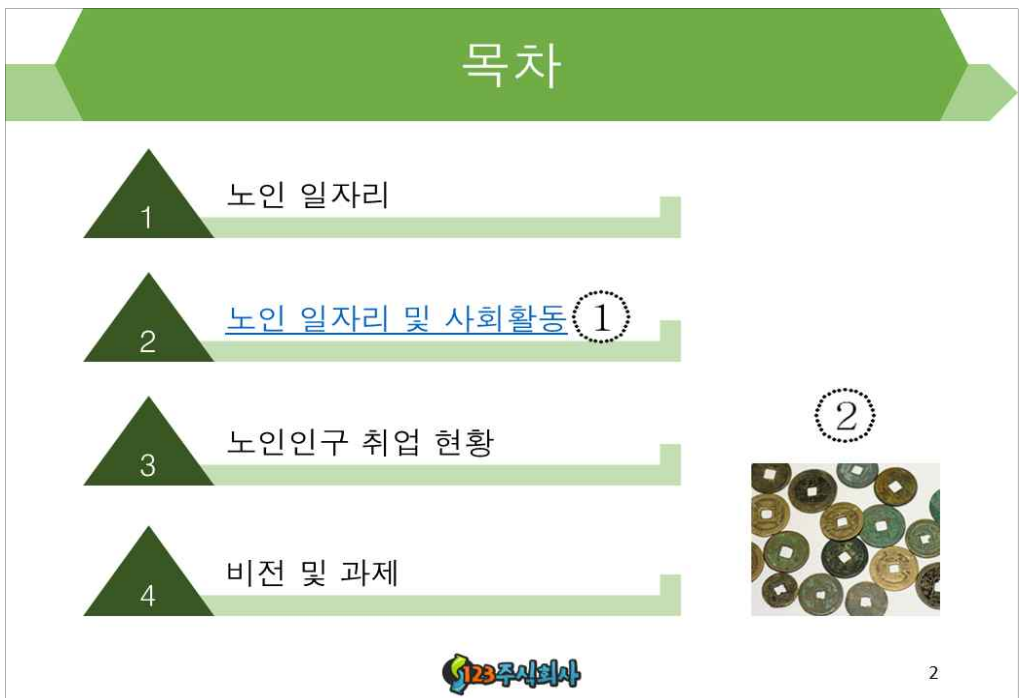 목차
1
노인 일자리
2
노인 일자리 및 사회활동 ①
3
노인인구 취업 현황
②
4
비전 및 과제
123주식회사
2